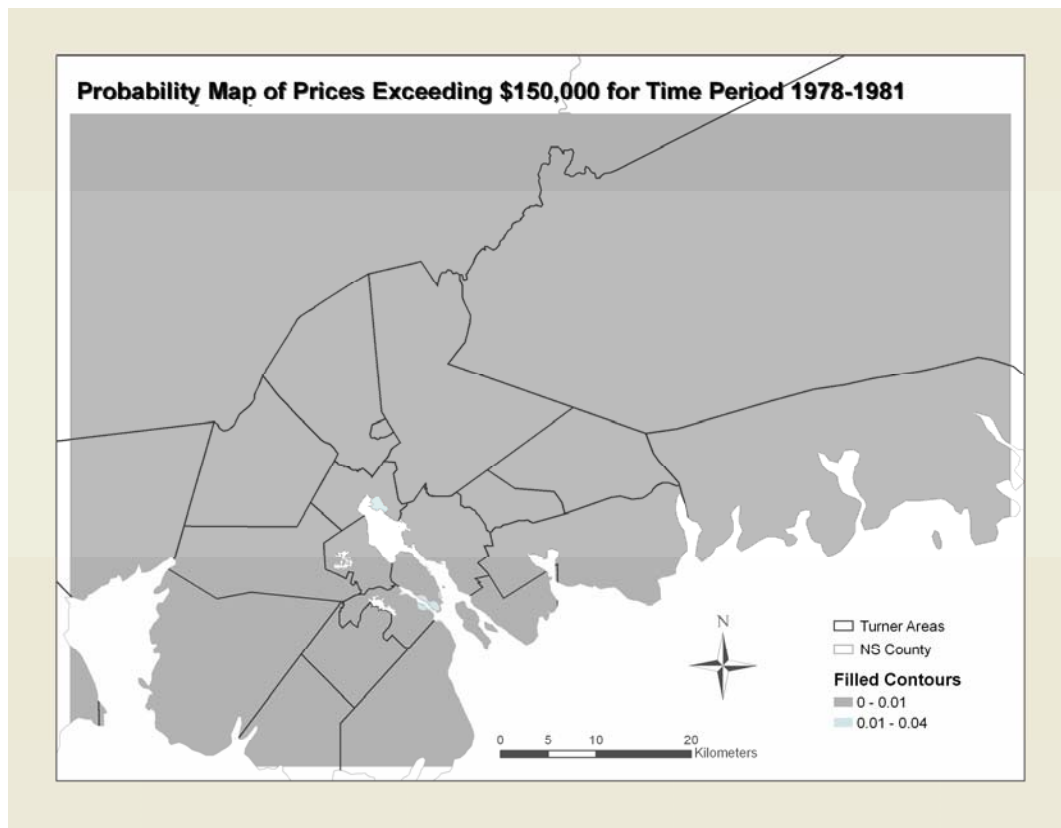 Probability Map of Prices Exceeding $150,000 for Time Period 1978-1981
N
Turner Areas
NS County
Filled Contours
0 - 0.01
0.01 - 0.04
0 5 10 20
Kilometers